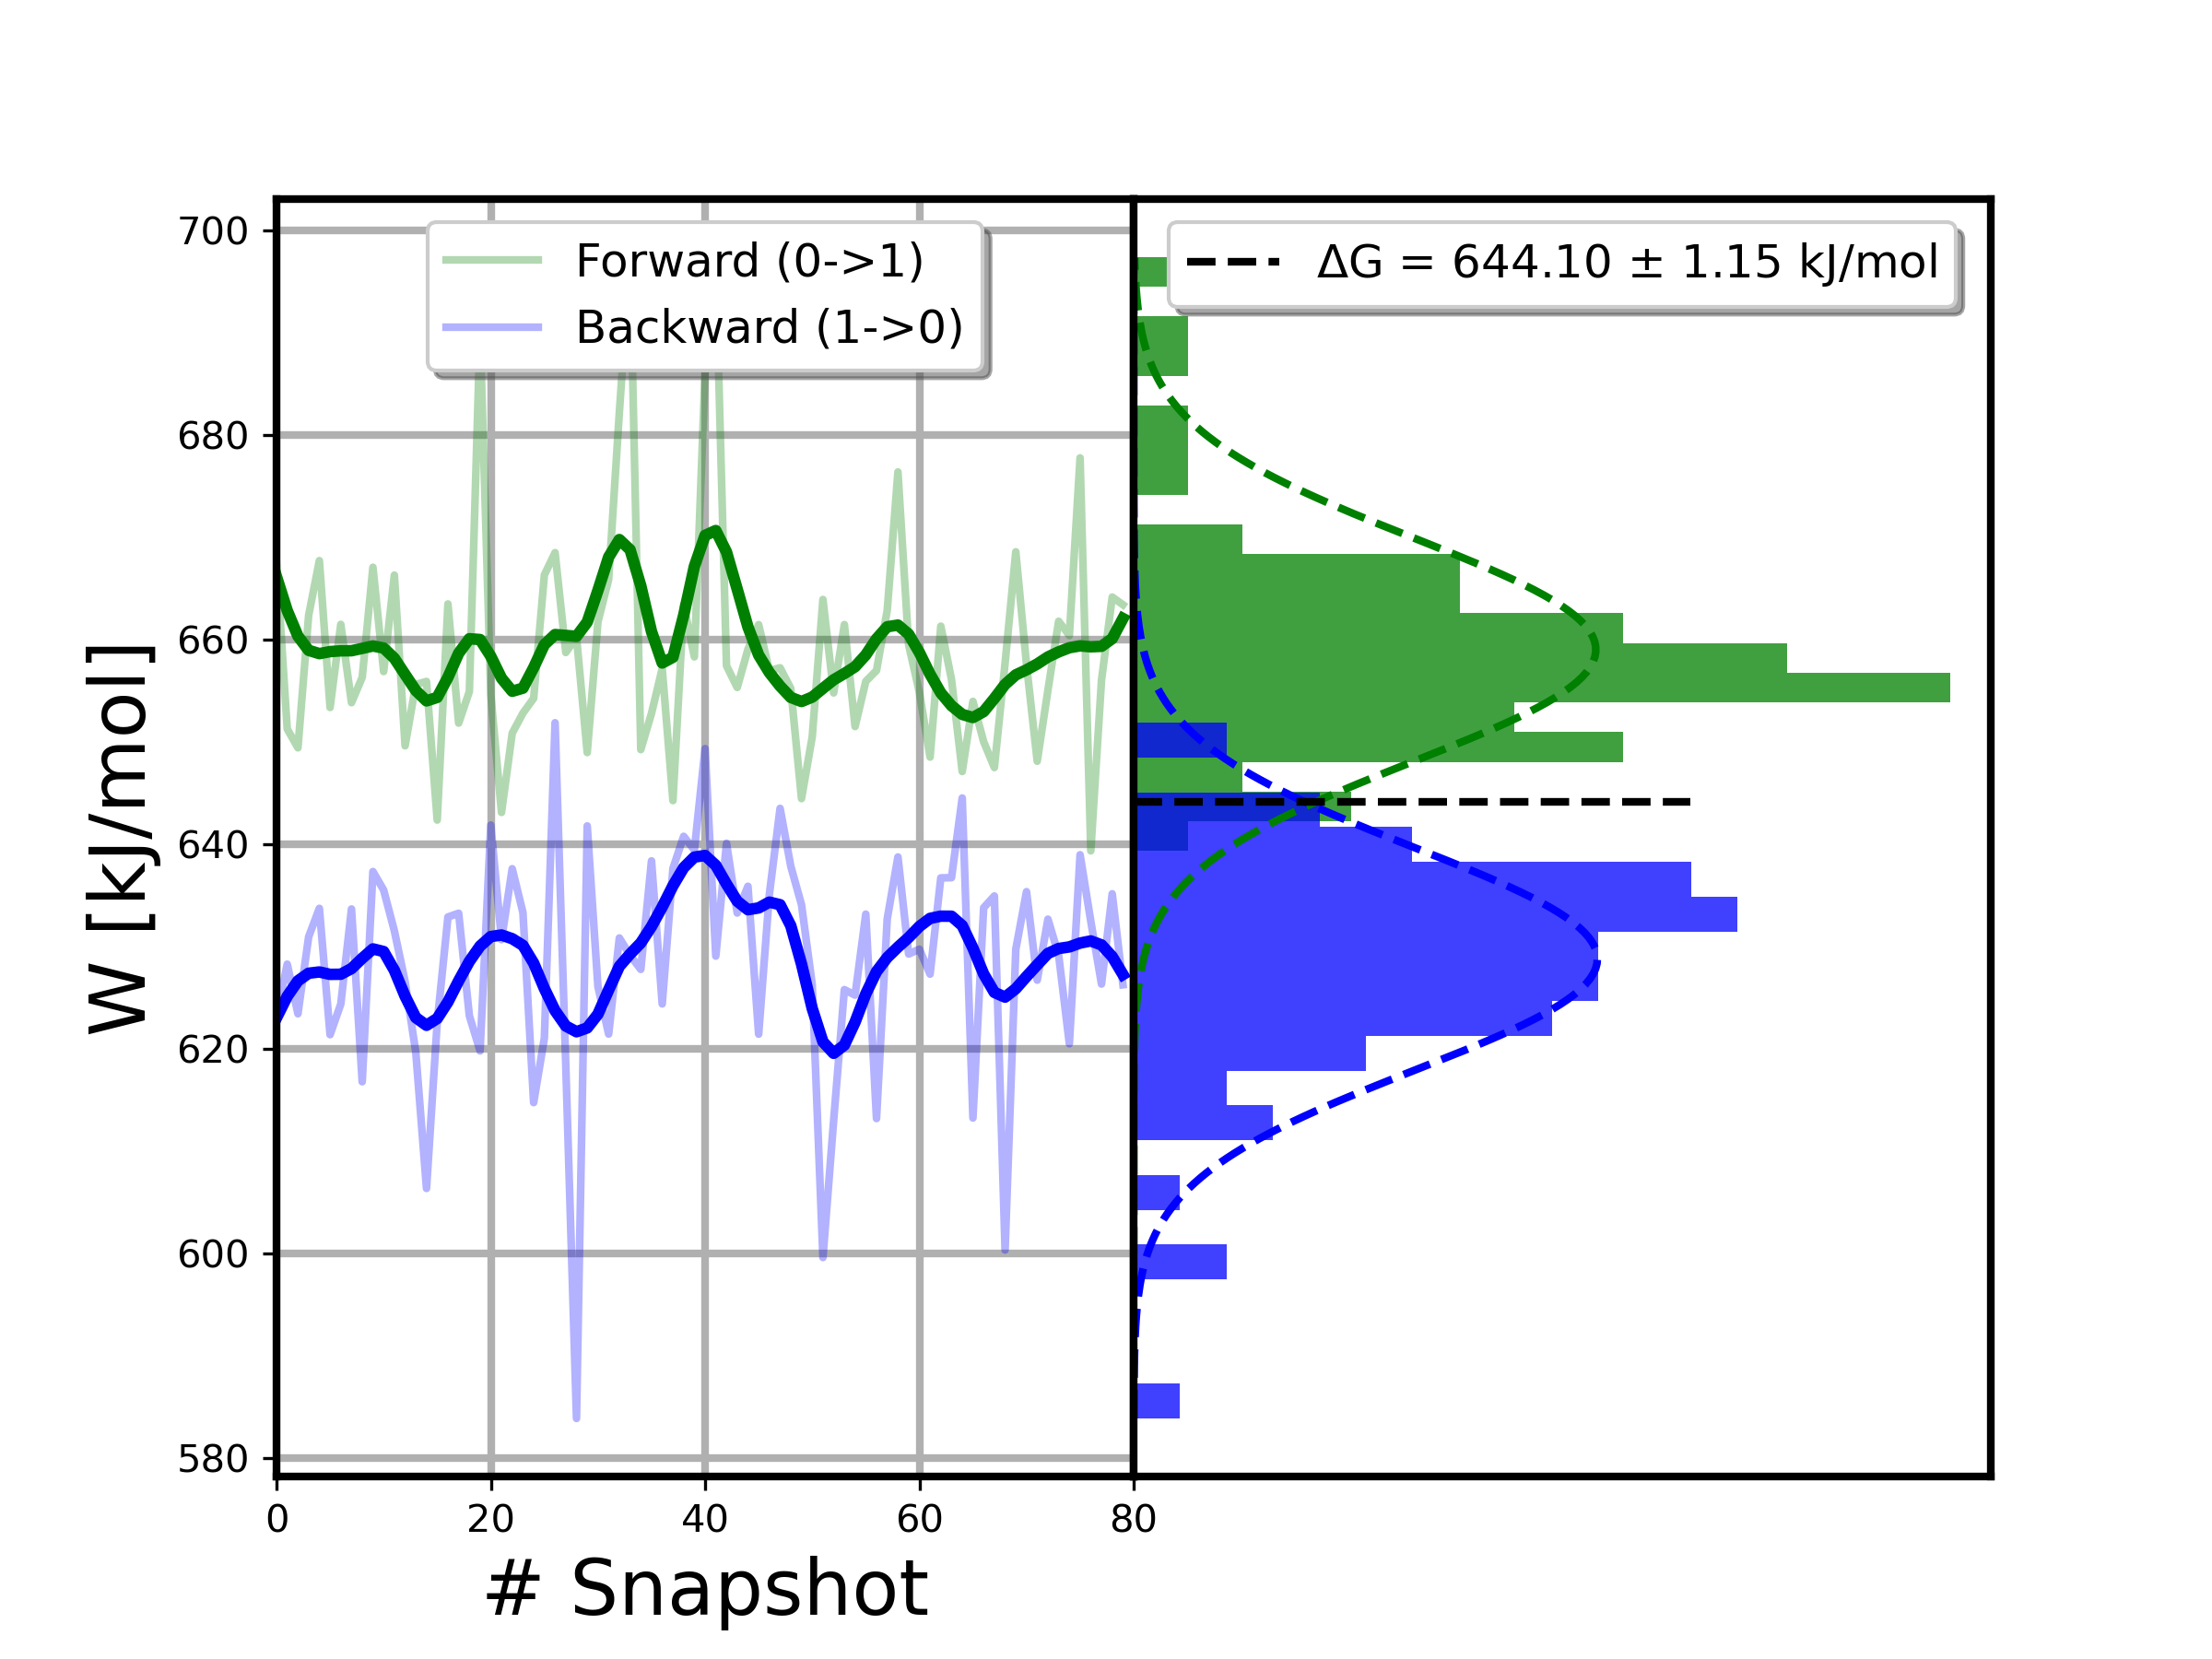 Forward (0->1)
Backward (1->0)
ΔG = 644.10 ± 1.15 kJ/mol
W [kJ/mol]
700
680
660
640
620
600
580
0 20 40 60 80
# Snapshot